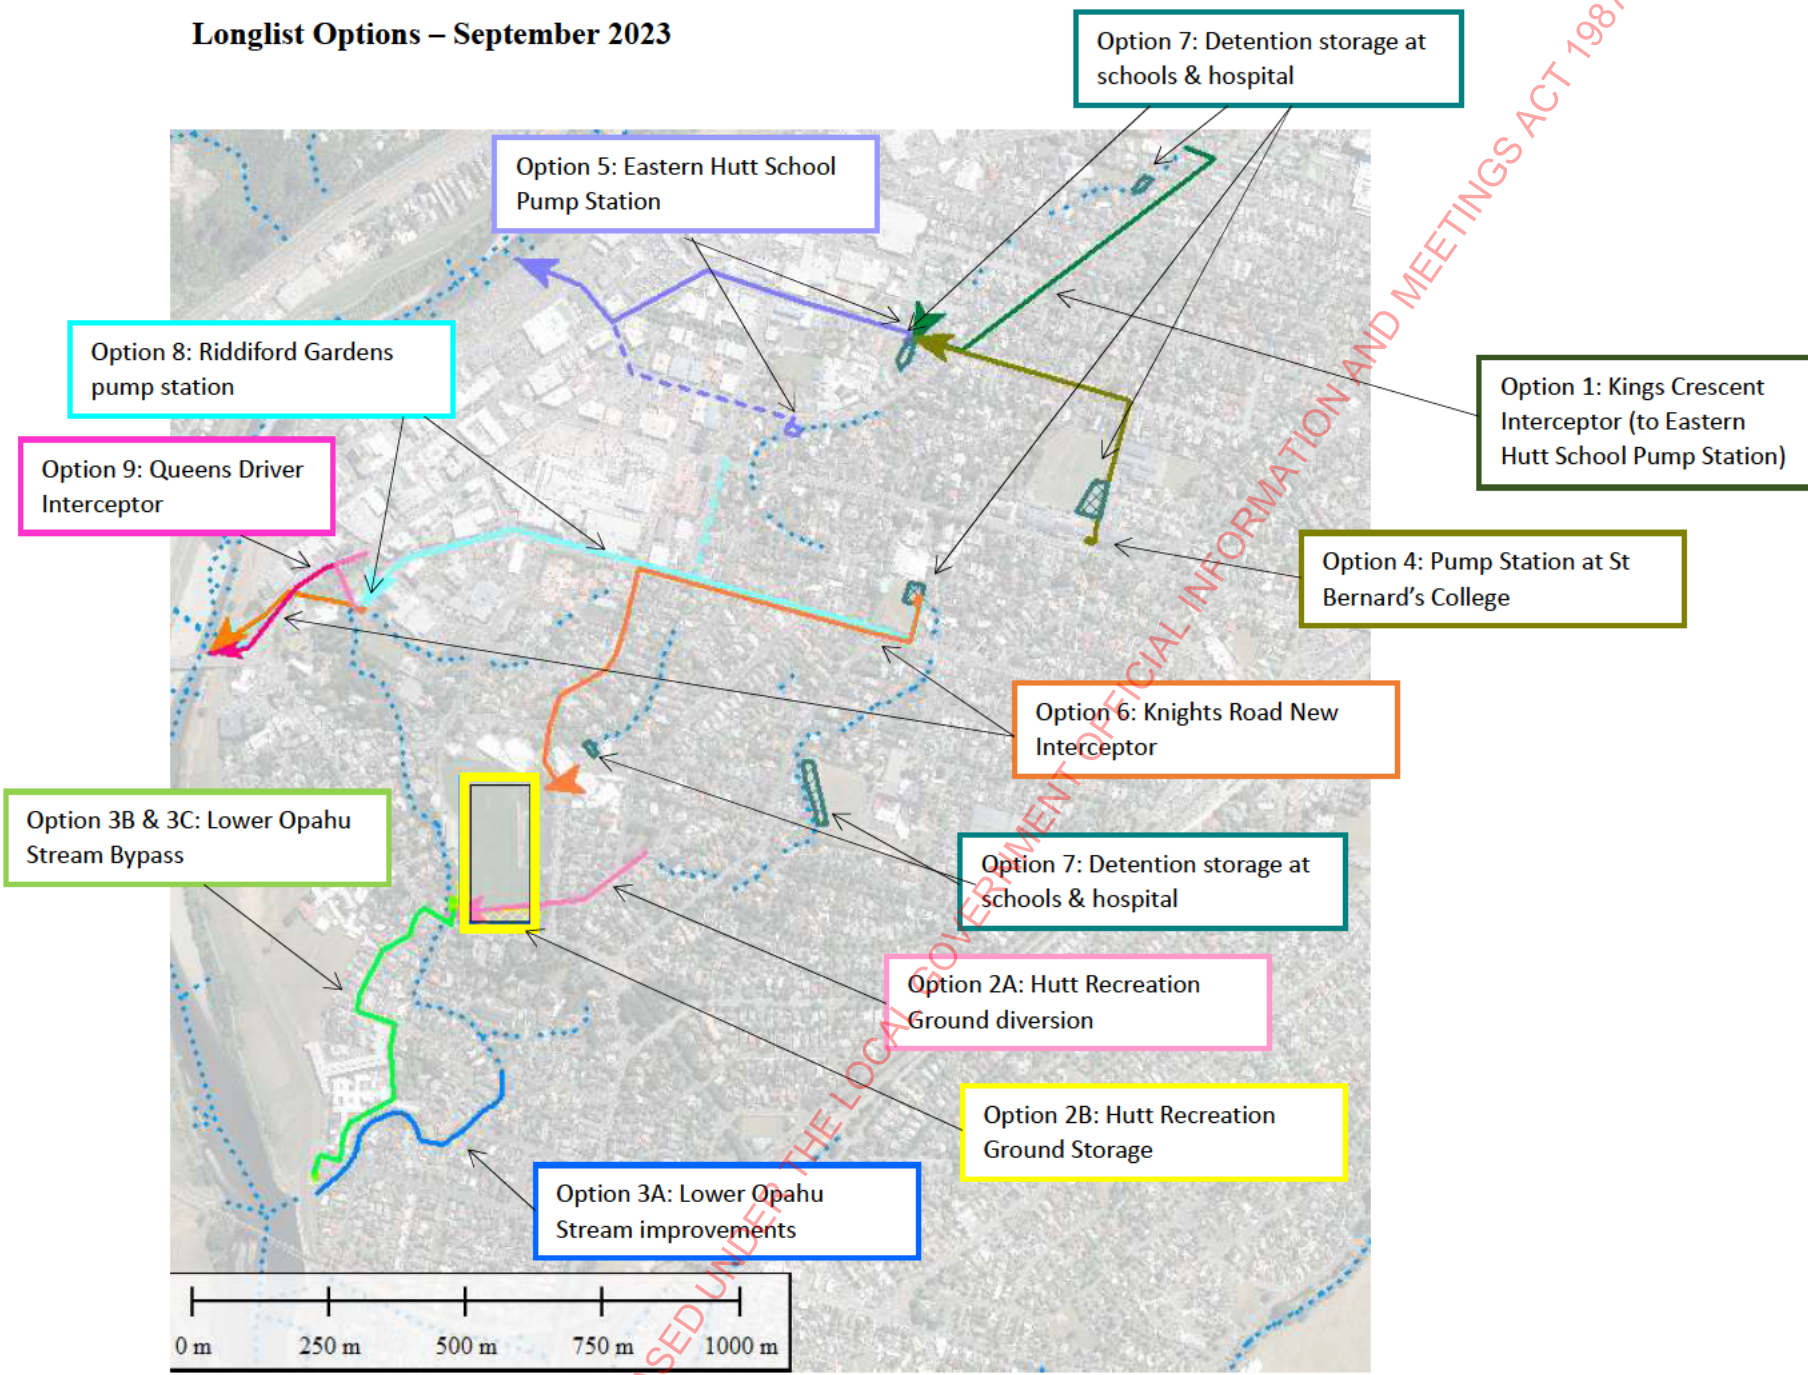 Longlist Options – September 2023
Option 7: Detention storage at
schools & hospital
Option 5: Eastern Hutt School
Pump Station
Option 8: Riddiford Gardens
pump station
Option 1: Kings Crescent
Interceptor (to Eastern
Hutt School Pump Station)
Option 9: Queens Driver
Interceptor
Option 4: Pump Station at St
Bernard's College
Option 6: Knights Road New
Interceptor
Option 3B & 3C: Lower Opahu
Stream Bypass
Option 7: Detention storage at
schools & hospital
Option 2A: Hutt Recreation
Ground diversion
Option 2B: Hutt Recreation
Ground Storage
Option 3A: Lower Opahu
Stream improvements
0 m 250 m 500 m 750 m 1000 m
SED UNDER THE LOCAL GOVERNMENT OFFICIAL INFORMATION AND MEETINGS ACT 1987